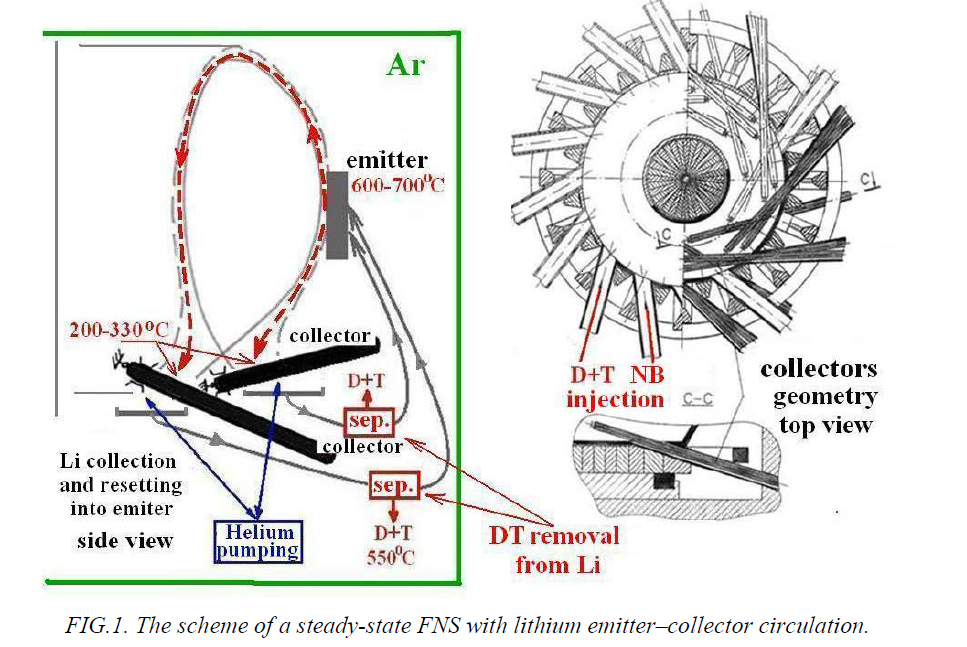 Ar
emitter
600-700⁰C
200-330⁰C
collector
D+T
sep.
collector
Li collection
and resetting
into emiter
side view
Helium
pumping
sep.
D+T
550⁰C
DT removal
from Li
D+T NB
injection
C-C
collectors
geometry
top view
FIG.1. The scheme of a steady-state FNS with lithium emitter–collector circulation.